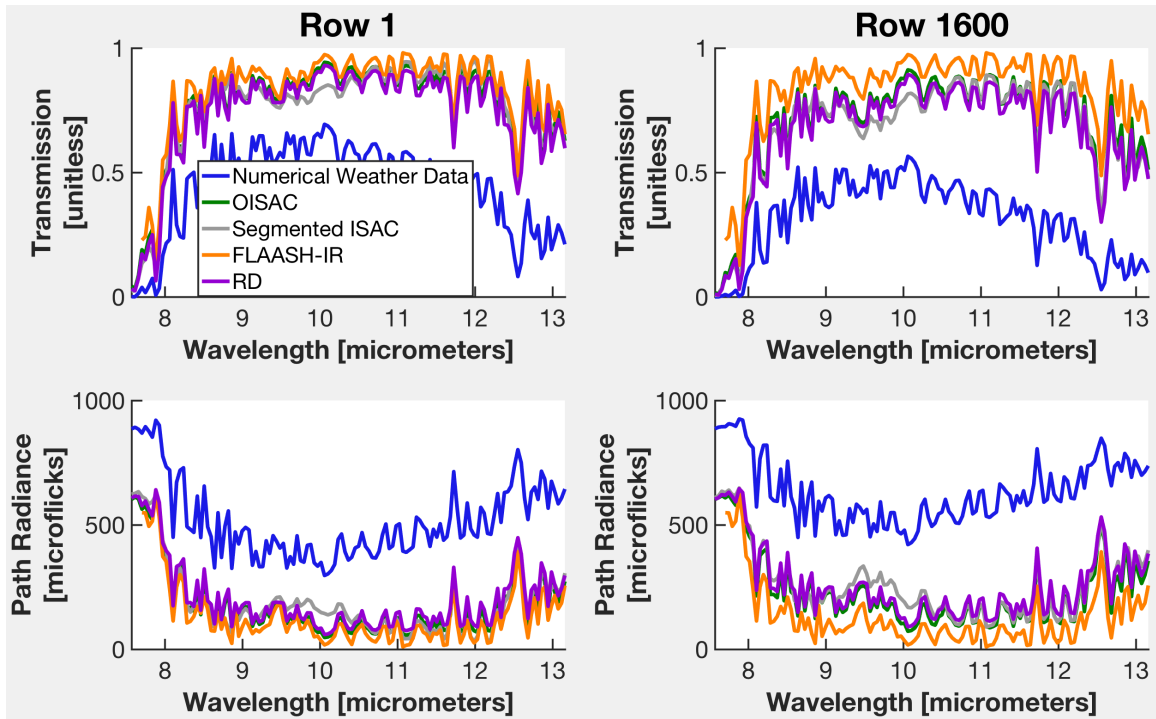 Row 1
Row 1600
Transmission
[unitless]
1
0.5
0
Numerical Weather Data
OISAC
Segmented ISAC
FLAASH-IR
RD
8 9 10 11 12 13
Wavelength [micrometers]
Transmission
[unitless]
1
0.5
0
8 9 10 11 12 13
Wavelength [micrometers]
Path Radiance
[microflicks]
1000
500
0
8 9 10 11 12 13
Wavelength [micrometers]
Path Radiance
[microflicks]
1000
500
0
8 9 10 11 12 13
Wavelength [micrometers]